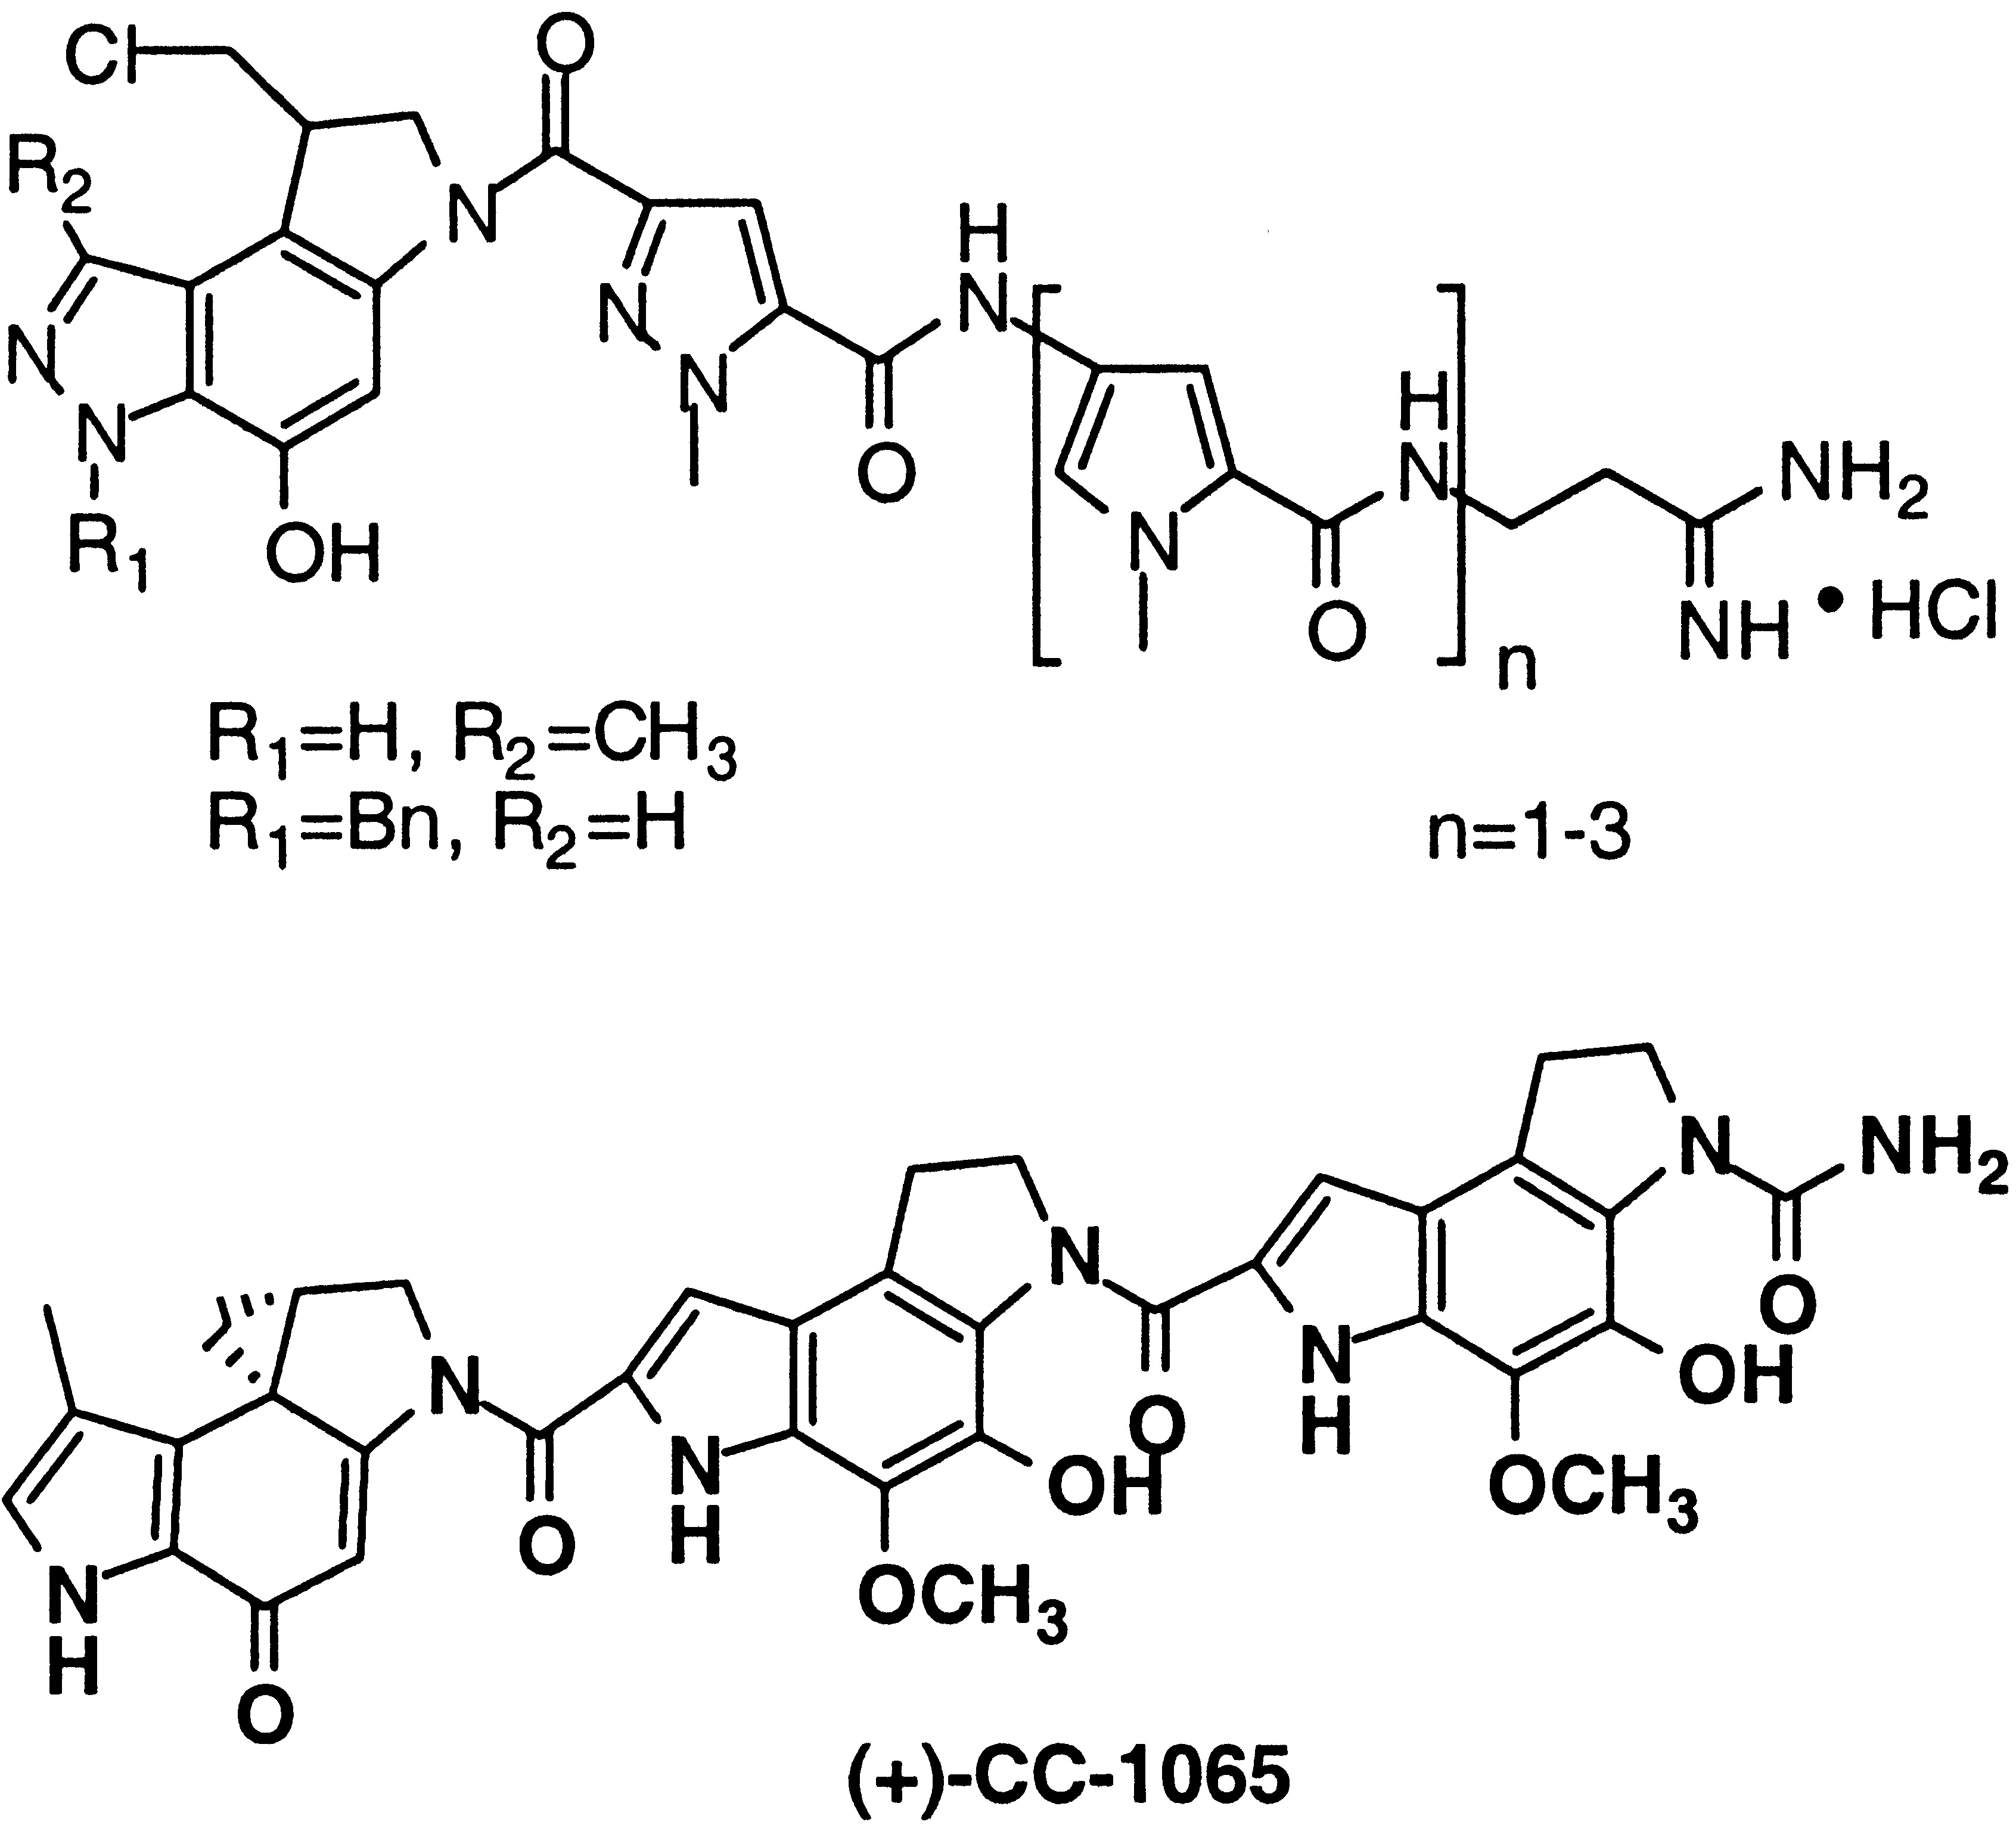 Cl
O
R2
N
H
N
N
N
N
H
N
NH2
N
R1
OH
O
N
O
NH • HCl
n
R1=H, R2=CH3
R1=Bn, R2=H
n=1-3
N
NH2
N
O
N
O
N
H
OH
N
H
O
OH
OCH3
N
H
O
OCH3
O
(+)-CC-1065